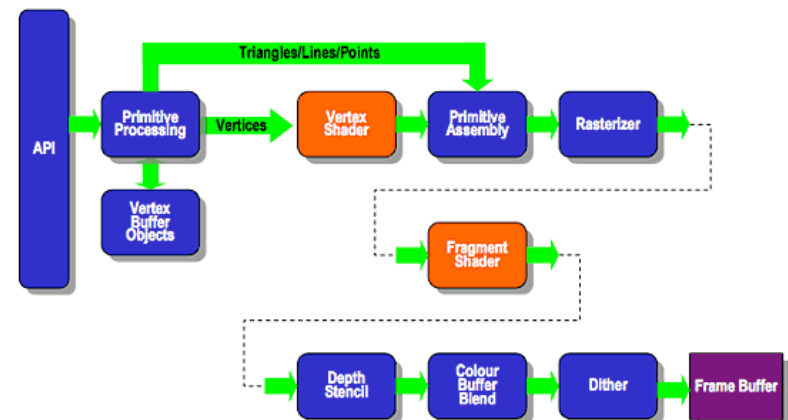 Triangles/Lines/Points
API
Primitive
Processing
Vertices
Vertex
Shader
Primitive
Assembly
Rasterizer
Vertex
Buffer
Objects
Fragment
Shader
Depth
Stencil
Colour
Buffer
Blend
Dither
Frame Buffer